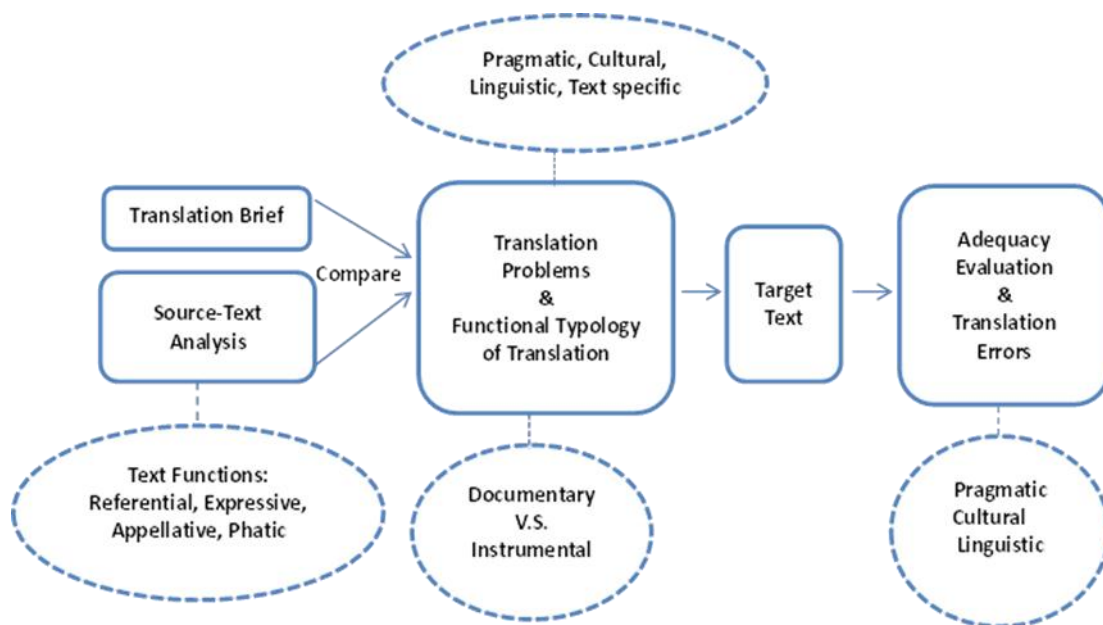 Pragmatic, Cultural,
Linguistic, Text specific
Translation Brief
Compare
Source-Text
Analysis
Translation
Problems
&
Functional Typology
of Translation
Target
Text
Adequacy
Evaluation
&
Translation
Errors
Text Functions:
Referential, Expressive,
Appellative, Phatic
Documentary
V.S.
Instrumental
Pragmatic
Cultural
Linguistic